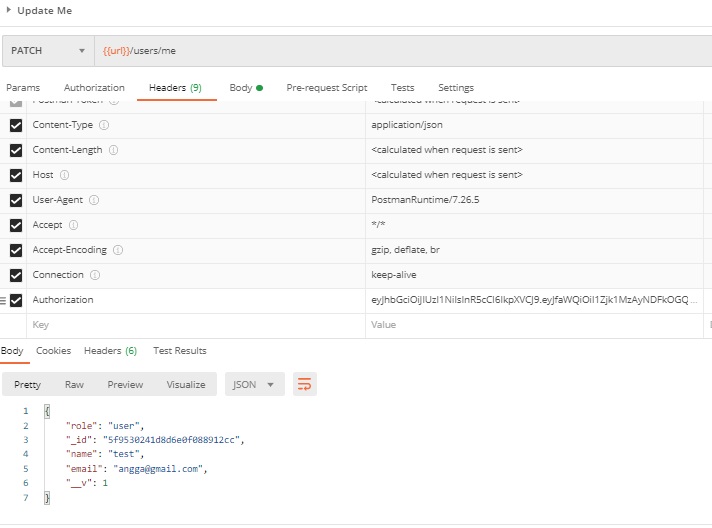 Update Me
PATCH {{url}}/users/me
Params Authorization Headers (9) Body Pre-request Script Tests Settings
Postman-Token <calculated when request is sent>
Content-Type application/json
Content-Length <calculated when request is sent>
Host <calculated when request is sent>
User-Agent PostmanRuntime/7.26.5
Accept */*
Accept-Encoding gzip, deflate, br
Connection keep-alive
Authorization
Key Value
Body Cookies Headers (6) Test Results
Pretty Raw Preview Visualize JSON
1 {
2 "role": "user",
3 "_id": "5f9530241d8d6e0f088912cc",
4 "name": "test",
5 "email": "angga@gmail.com",
6 "__v": 1
7 }